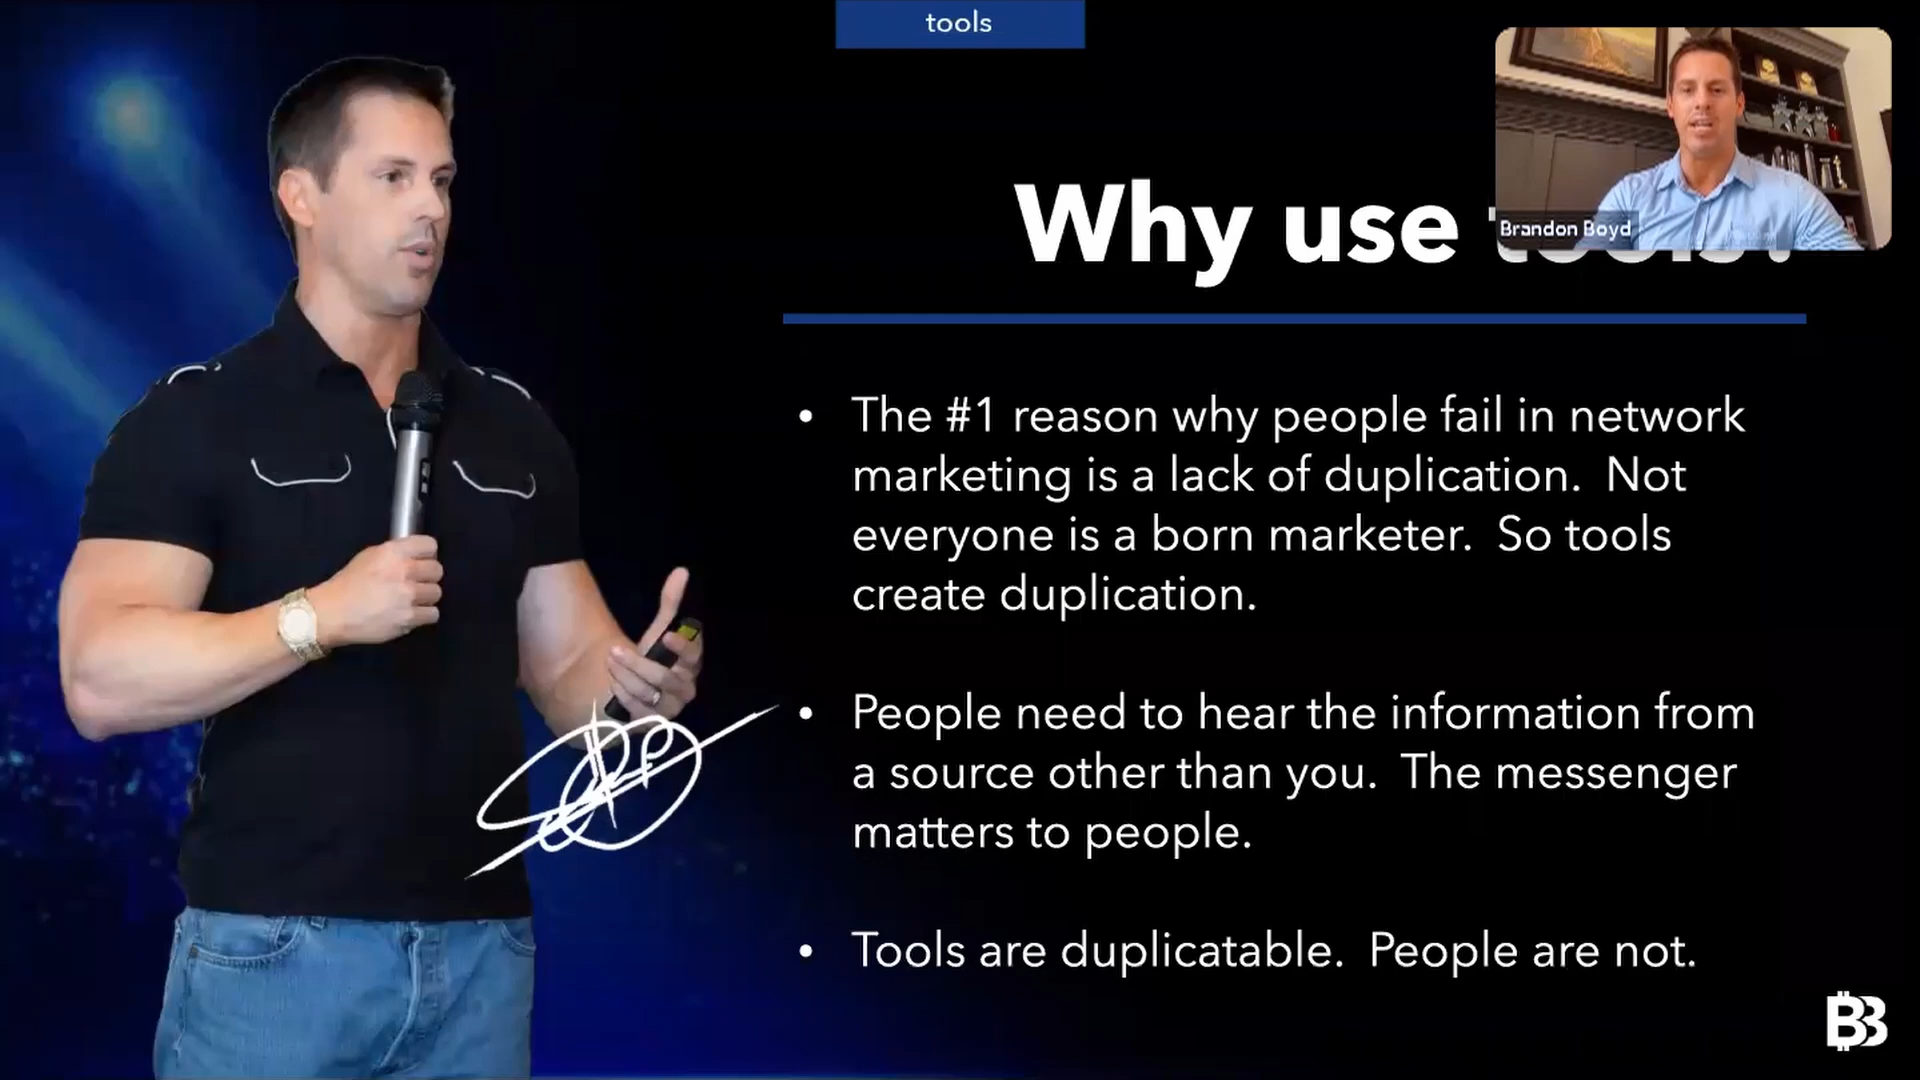 tools
Why use
Brandon Boyd
• The #1 reason why people fail in network
marketing is a lack of duplication. Not
everyone is a born marketer. So tools
create duplication.
• People need to hear the information from
a source other than you. The messenger
matters to people.
• Tools are duplicatable. People are not.
BB